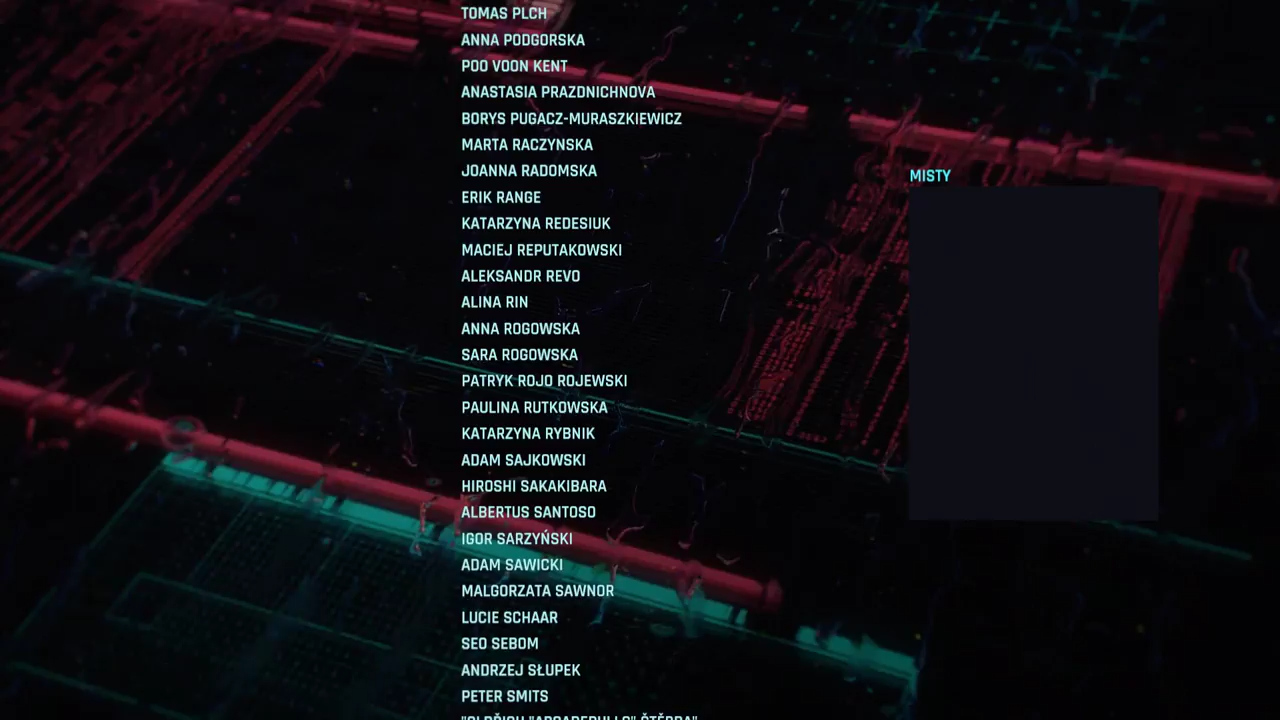 TOMAS PLCH
ANNA PODGORSKA
POO VOON KENT
ANASTASIA PRAZDNICHNOVA
BORYS PUGACZ-MURASZKIEWICZ
MARTA RACZYNSKA
JOANNA RADOMSKA
ERIK RANGE
KATARZYNA REDESIUK
MACIEJ REPUTAKOWSKI
ALEKSANDR REVO
ALINA RIN
ANNA ROGOWSKA
SARA ROGOWSKA
PATRYK ROJO ROJEWSKI
PAULINA RUTKOWSKA
KATARZYNA RYBNIK
ADAM SAJKOWSKI
HIROSHI SAKAKIBARA
ALBERTUS SANTOSO
IGOR SARZYŃSKI
ADAM SAWICKI
MALGORZATA SAWNOR
LUCIE SCHAAR
SEO SEBOM
ANDRZEJ SŁUPEK
PETER SMITS
MISTY